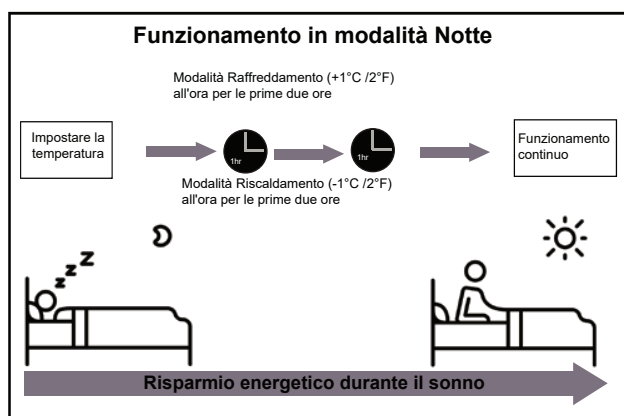 Funzionamento in modalità Notte
Modalità Raffreddamento (+1°C /2°F)
all'ora per le prime due ore
Impostare la
temperatura
1hr
1hr
Funzionamento
continuo
Modalità Riscaldamento (-1°C /2°F)
all'ora per le prime due ore
z z z
Risparmio energetico durante il sonno